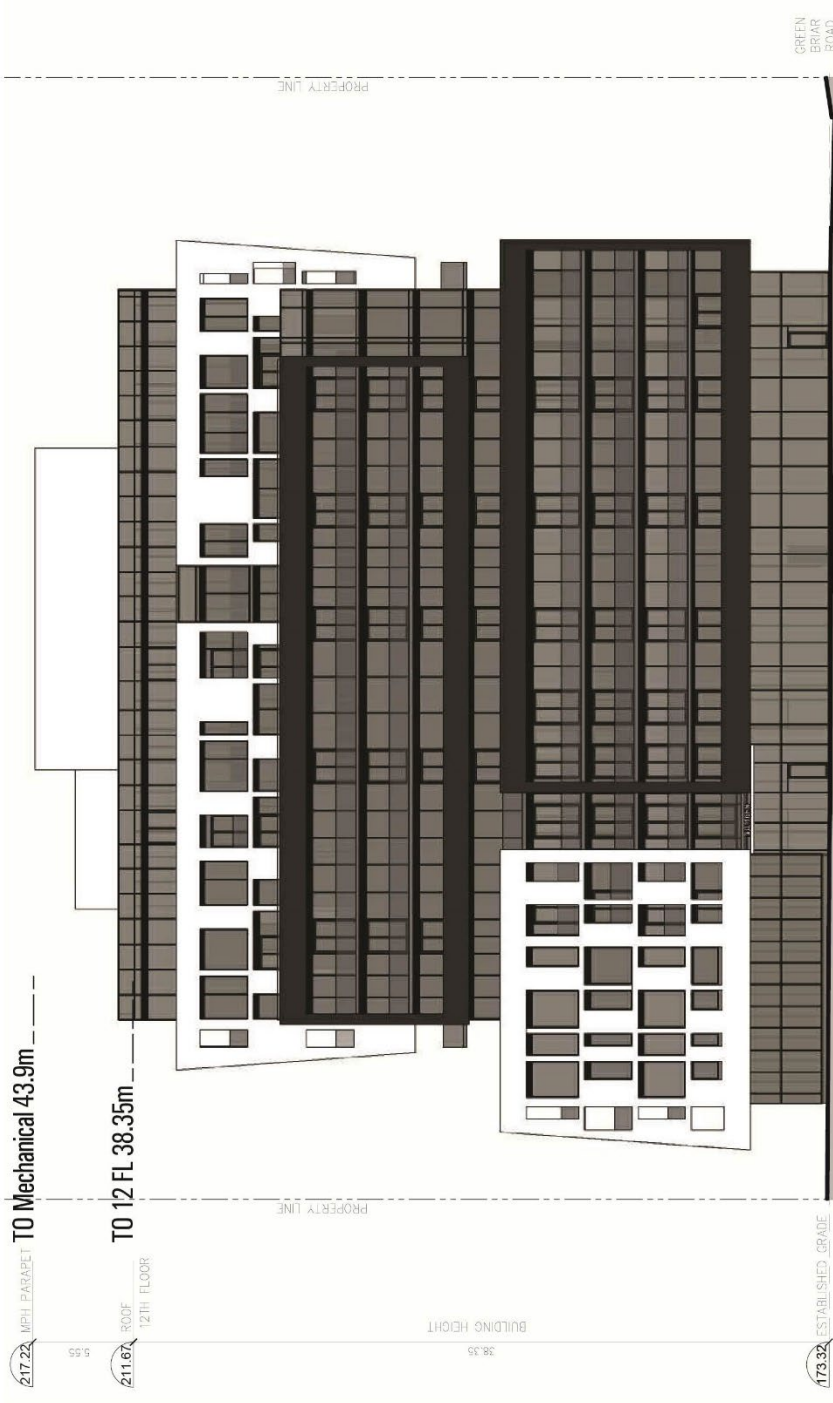 GREEN
BRIAR
ROAD
PROPERTY LINE
TO Mechanical 43.9m
217.22 MPH PARAPET
5.55
TO 12 FL 38.35m
211.67 ROOF
12TH FLOOR
PROPERTY LINE
BUILDING HEIGHT
38.35
173.32 ESTABLISHED GRADE